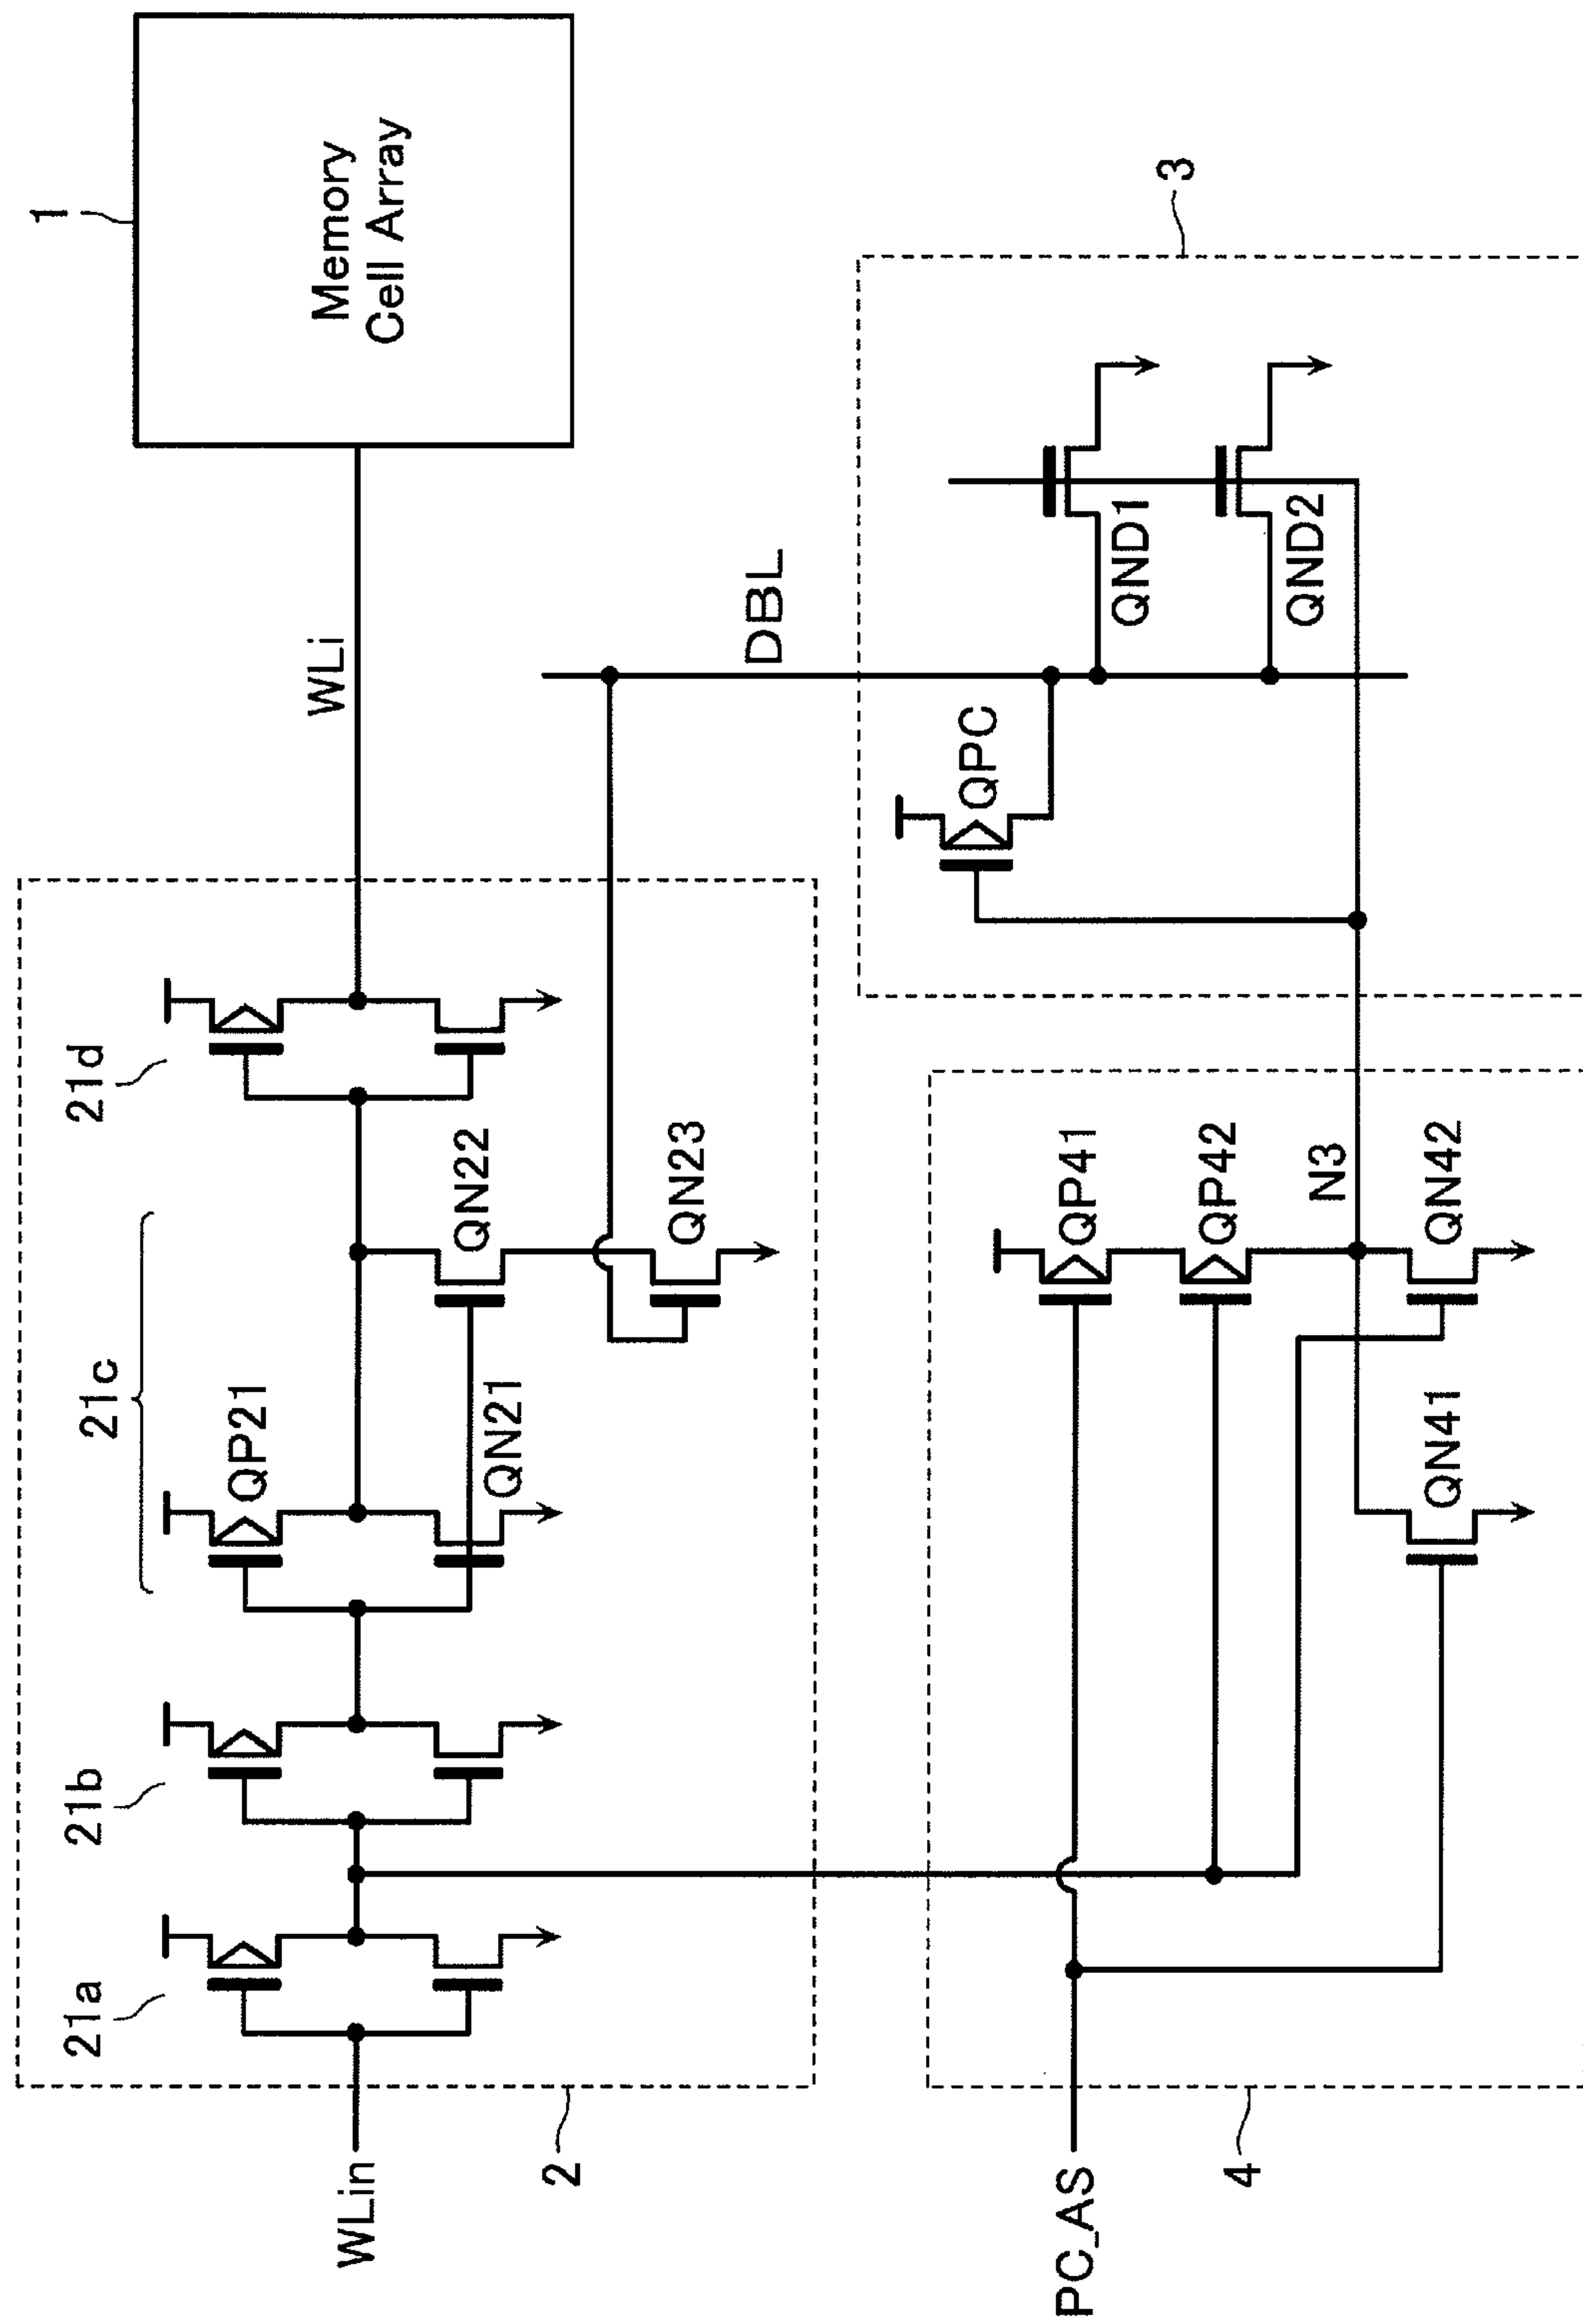 1
Memory
Cell Array
WLi
21d
21c
QP21
QN22
QN21
QN23
21b
21a
WLin
2
DBL
3
QPC
QND1
QND2
QP41
QP42
N3
QN42
QN41
PC_AS
4